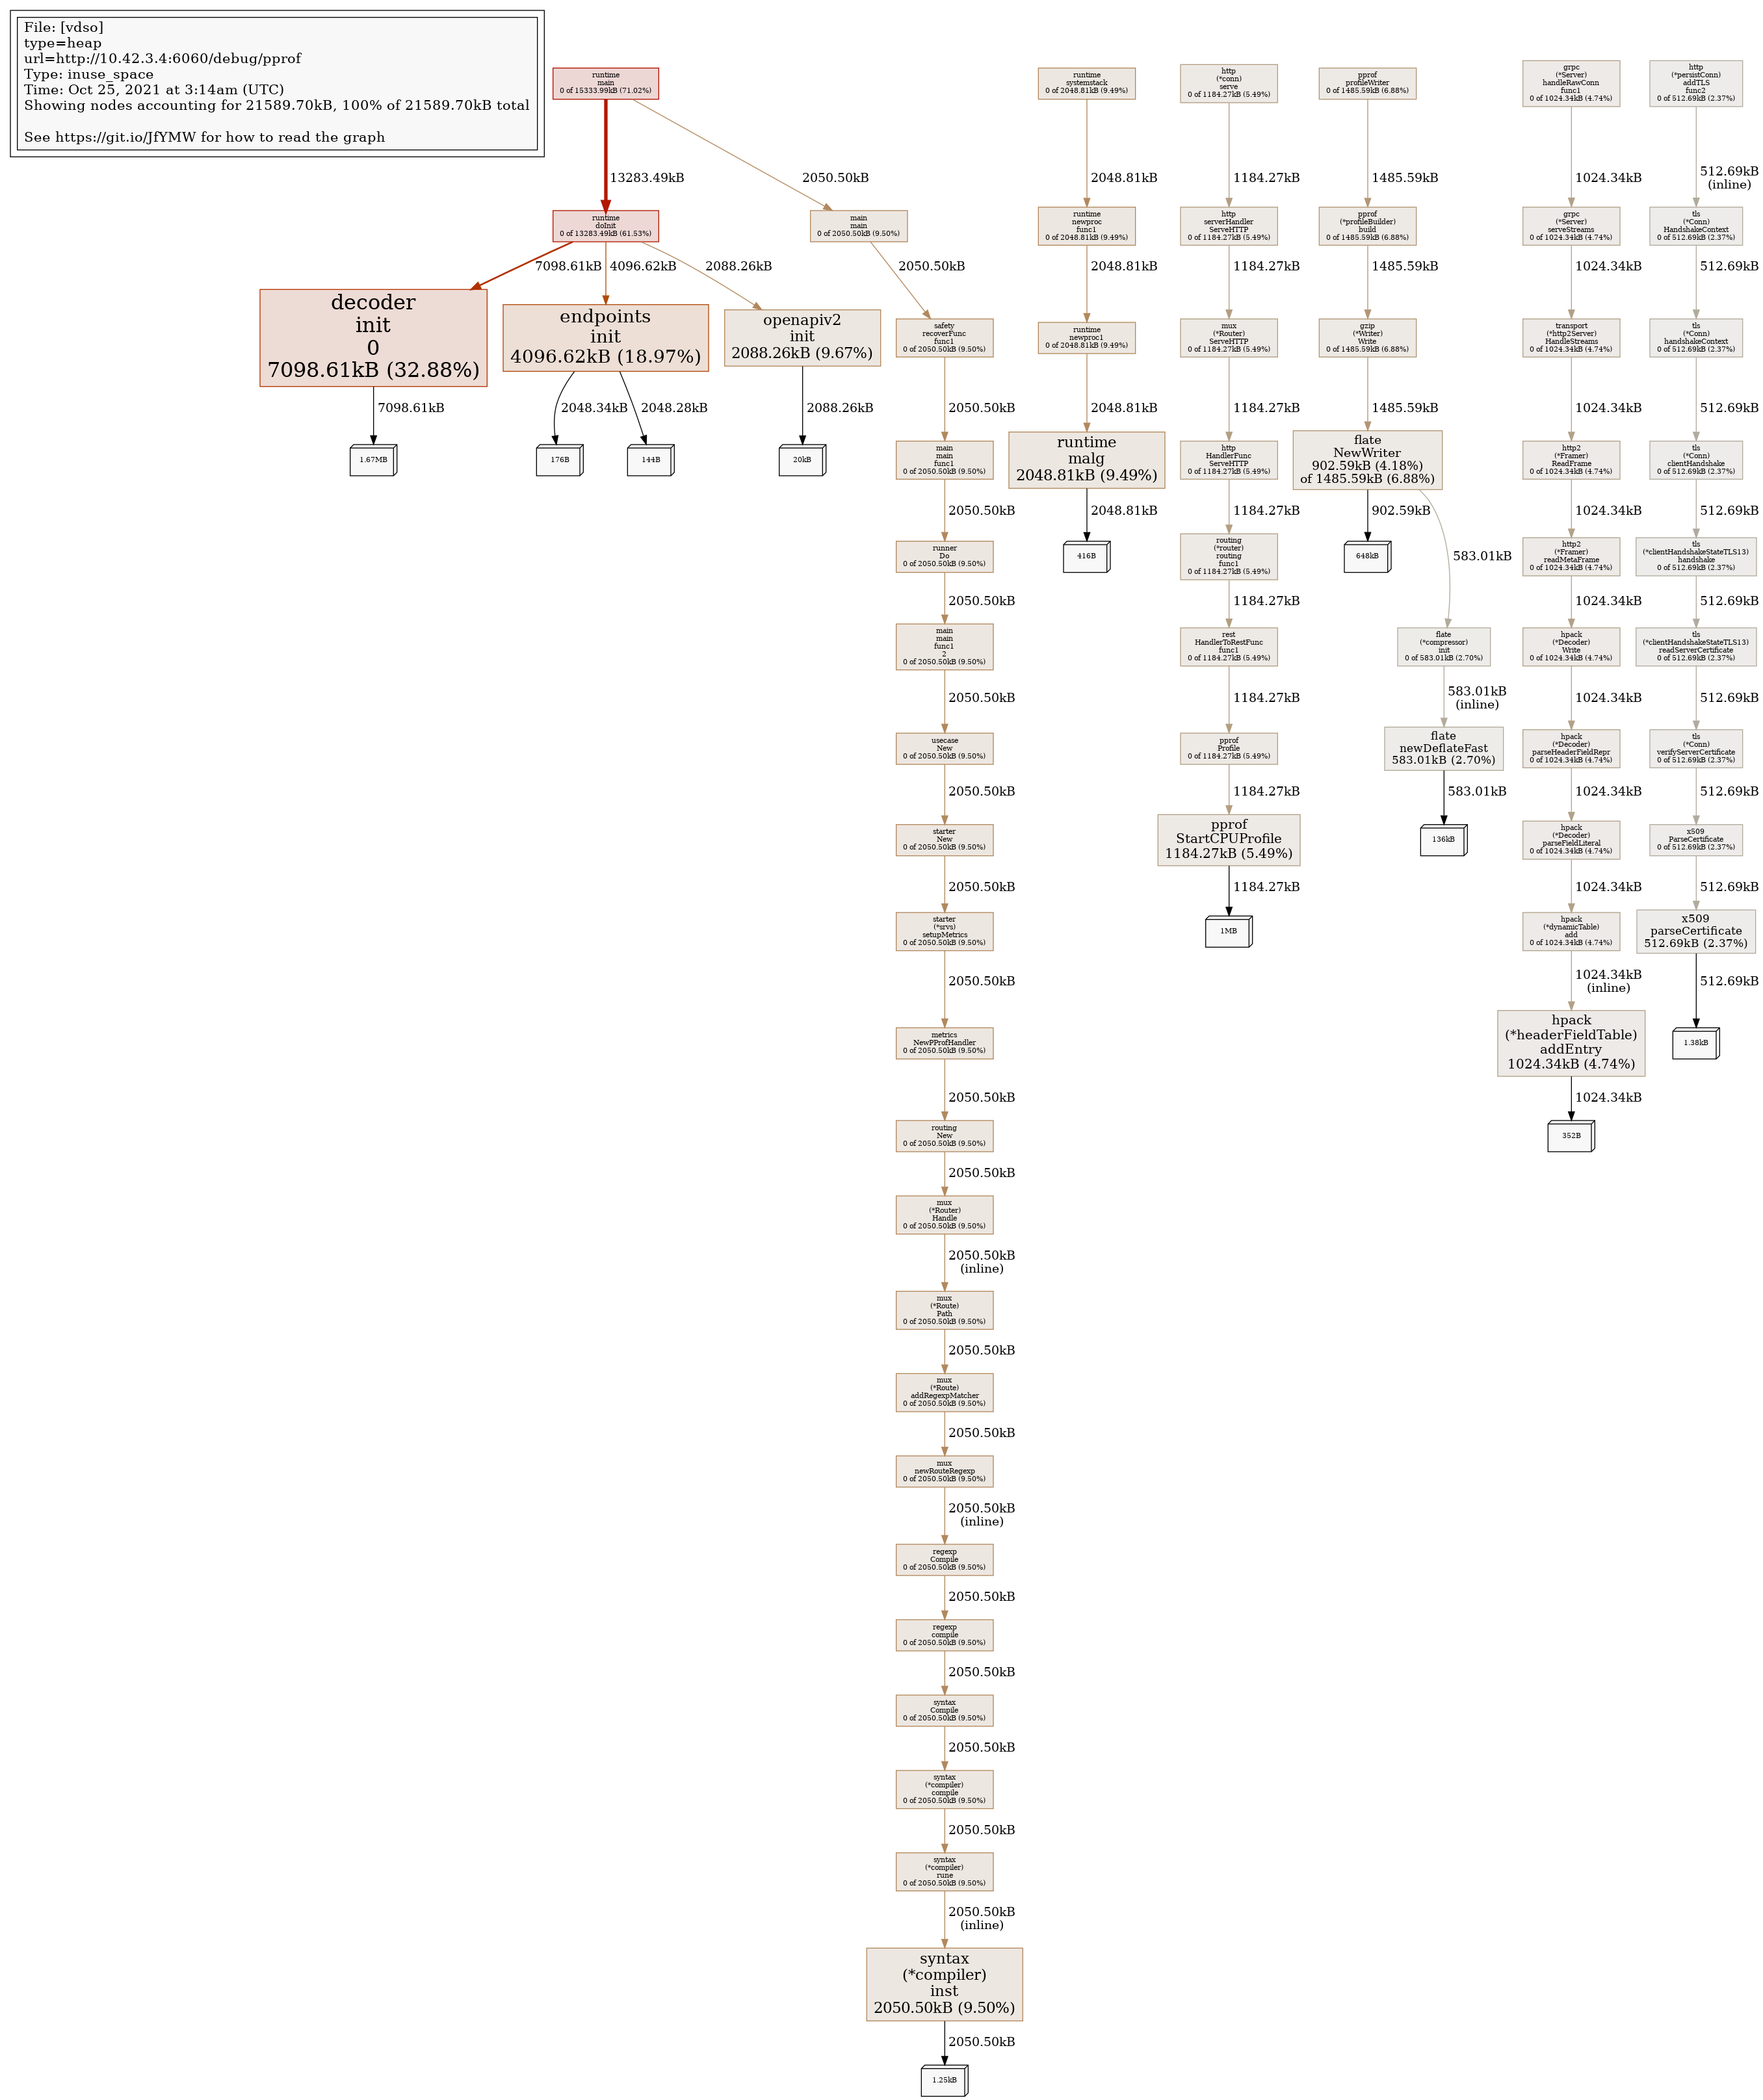 File: [vdso]
type=heap
url=http://10.42.3.4:6060/debug/pprof
Type: inuse_space
Time: Oct 25, 2021 at 3:14am (UTC)
Showing nodes accounting for 21589.70kB, 100% of 21589.70kB total
See https://git.io/JfYMW for how to read the graph
runtime
main
0 of 15333.99kB (71.02%)
13283.49kB
2050.50kB
runtime
doInit
0 of 13283.49kB (61.53%)
7098.61kB
4096.62kB
2088.26kB
decoder
init
0
7098.61kB (32.88%)
7098.61kB
1.67MB
endpoints
init
4096.62kB (18.97%)
2048.34kB
2048.28kB
176B
144B
openapiv2
init
2088.26kB (9.67%)
2088.26kB
20kB
main
main
0 of 2050.50kB (9.50%)
2050.50kB
safety
recoverFunc
func1
0 of 2050.50kB (9.50%)
2050.50kB
main
main
func1
0 of 2050.50kB (9.50%)
2050.50kB
runner
Do
0 of 2050.50kB (9.50%)
2050.50kB
main
main
func1
2
0 of 2050.50kB (9.50%)
2050.50kB
usecase
New
0 of 2050.50kB (9.50%)
2050.50kB
starter
New
0 of 2050.50kB (9.50%)
2050.50kB
starter
(*srvs)
setupMetrics
0 of 2050.50kB (9.50%)
2050.50kB
metrics
NewPProfHandler
0 of 2050.50kB (9.50%)
2050.50kB
routing
New
0 of 2050.50kB (9.50%)
2050.50kB
mux
(*Router)
Handle
0 of 2050.50kB (9.50%)
2050.50kB
(inline)
mux
(*Route)
Path
0 of 2050.50kB (9.50%)
2050.50kB
mux
(*Route)
addRegexpMatcher
0 of 2050.50kB (9.50%)
2050.50kB
mux
newRouteRegexp
0 of 2050.50kB (9.50%)
2050.50kB
(inline)
regexp
Compile
0 of 2050.50kB (9.50%)
2050.50kB
regexp
compile
0 of 2050.50kB (9.50%)
2050.50kB
syntax
Compile
0 of 2050.50kB (9.50%)
2050.50kB
syntax
(*compiler)
compile
0 of 2050.50kB (9.50%)
2050.50kB
syntax
(*compiler)
rune
0 of 2050.50kB (9.50%)
2050.50kB
(inline)
syntax
(*compiler)
inst
2050.50kB (9.50%)
2050.50kB
1.25kB
runtime
systemstack
0 of 2048.81kB (9.49%)
2048.81kB
runtime
newproc
func1
0 of 2048.81kB (9.49%)
2048.81kB
runtime
newproc1
0 of 2048.81kB (9.49%)
2048.81kB
runtime
malg
2048.81kB (9.49%)
2048.81kB
416B
http
(*conn)
serve
0 of 1184.27kB (5.49%)
1184.27kB
http
serverHandler
ServeHTTP
0 of 1184.27kB (5.49%)
1184.27kB
mux
(*Router)
ServeHTTP
0 of 1184.27kB (5.49%)
1184.27kB
http
HandlerFunc
ServeHTTP
0 of 1184.27kB (5.49%)
1184.27kB
routing
(*router)
routing
func1
0 of 1184.27kB (5.49%)
1184.27kB
rest
HandlerToRestFunc
func1
0 of 1184.27kB (5.49%)
1184.27kB
pprof
Profile
0 of 1184.27kB (5.49%)
1184.27kB
pprof
StartCPUProfile
1184.27kB (5.49%)
1184.27kB
1MB
pprof
profileWriter
0 of 1485.59kB (6.88%)
1485.59kB
pprof
(*profileBuilder)
build
0 of 1485.59kB (6.88%)
1485.59kB
gzip
(*Writer)
Write
0 of 1485.59kB (6.88%)
1485.59kB
flate
NewWriter
902.59kB (4.18%)
of 1485.59kB (6.88%)
902.59kB
583.01kB
648kB
flate
(*compressor)
init
0 of 583.01kB (2.70%)
583.01kB
(inline)
flate
newDeflateFast
583.01kB (2.70%)
583.01kB
136kB
grpc
(*Server)
handleRawConn
func1
0 of 1024.34kB (4.74%)
1024.34kB
grpc
(*Server)
serveStreams
0 of 1024.34kB (4.74%)
1024.34kB
transport
(*http2Server)
HandleStreams
0 of 1024.34kB (4.74%)
1024.34kB
http2
(*Framer)
ReadFrame
0 of 1024.34kB (4.74%)
1024.34kB
http2
(*Framer)
readMetaFrame
0 of 1024.34kB (4.74%)
1024.34kB
hpack
(*Decoder)
Write
0 of 1024.34kB (4.74%)
1024.34kB
hpack
(*Decoder)
parseHeaderFieldRepr
0 of 1024.34kB (4.74%)
1024.34kB
hpack
(*Decoder)
parseFieldLiteral
0 of 1024.34kB (4.74%)
1024.34kB
hpack
(*dynamicTable)
add
0 of 1024.34kB (4.74%)
1024.34kB
(inline)
hpack
(*headerFieldTable)
addEntry
1024.34kB (4.74%)
1024.34kB
352B
http
(*persistConn)
addTLS
func2
0 of 512.69kB (2.37%)
512.69kB
(inline)
tls
(*Conn)
HandshakeContext
0 of 512.69kB (2.37%)
512.69kB
tls
(*Conn)
handshakeContext
0 of 512.69kB (2.37%)
512.69kB
tls
(*Conn)
clientHandshake
0 of 512.69kB (2.37%)
512.69kB
tls
(*clientHandshakeStateTLS13)
handshake
0 of 512.69kB (2.37%)
512.69kB
tls
(*clientHandshakeStateTLS13)
readServerCertificate
0 of 512.69kB (2.37%)
512.69kB
tls
(*Conn)
verifyServerCertificate
0 of 512.69kB (2.37%)
512.69kB
x509
ParseCertificate
0 of 512.69kB (2.37%)
512.69kB
x509
parseCertificate
512.69kB (2.37%)
512.69kB
1.38kB